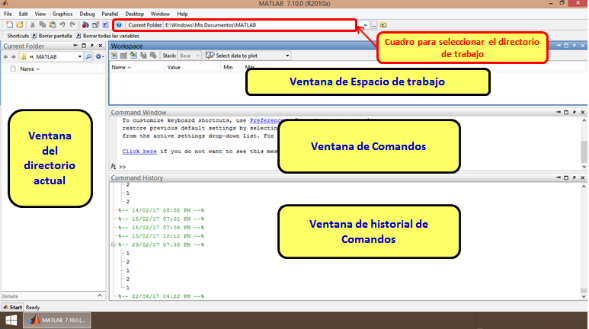 MATLAB 7.10.0 (R2010a)
File Edit View Graphics Debug Parallel Desktop Window Help
Current Folder: E:\Windows\Mis Documentos\MATLAB
Shortcuts Borrar pantalla Borrar todas las variables
Cuadro para seleccionar el directorio de trabajo
Current Folder
« MATLAB
Name
Workspace
Stack: Base
Select data to plot
Name Value Min Max
Ventana de Espacio de trabajo
Ventana del directorio actual
Command Window
To customize keyboard shortcuts, use Preferenc
restore previous default settings by selectin
from the active settings drop-down list. For
Click here if you do not want to see this mes
fx >>
Ventana de Comandos
Command History
2
1
2
%-- 14/02/17 08:02 PM --%
%-- 15/02/17 07:01 PM --%
%-- 15/02/17 07:06 PM --%
%-- 15/02/17 10:12 PM --%
%-- 23/02/17 07:38 PM --%
1
2
1
2
1
%-- 22/06/17 04:22 PM --%
Ventana de historial de Comandos
Details
Start Ready
MATLAB 7.10.0 (...